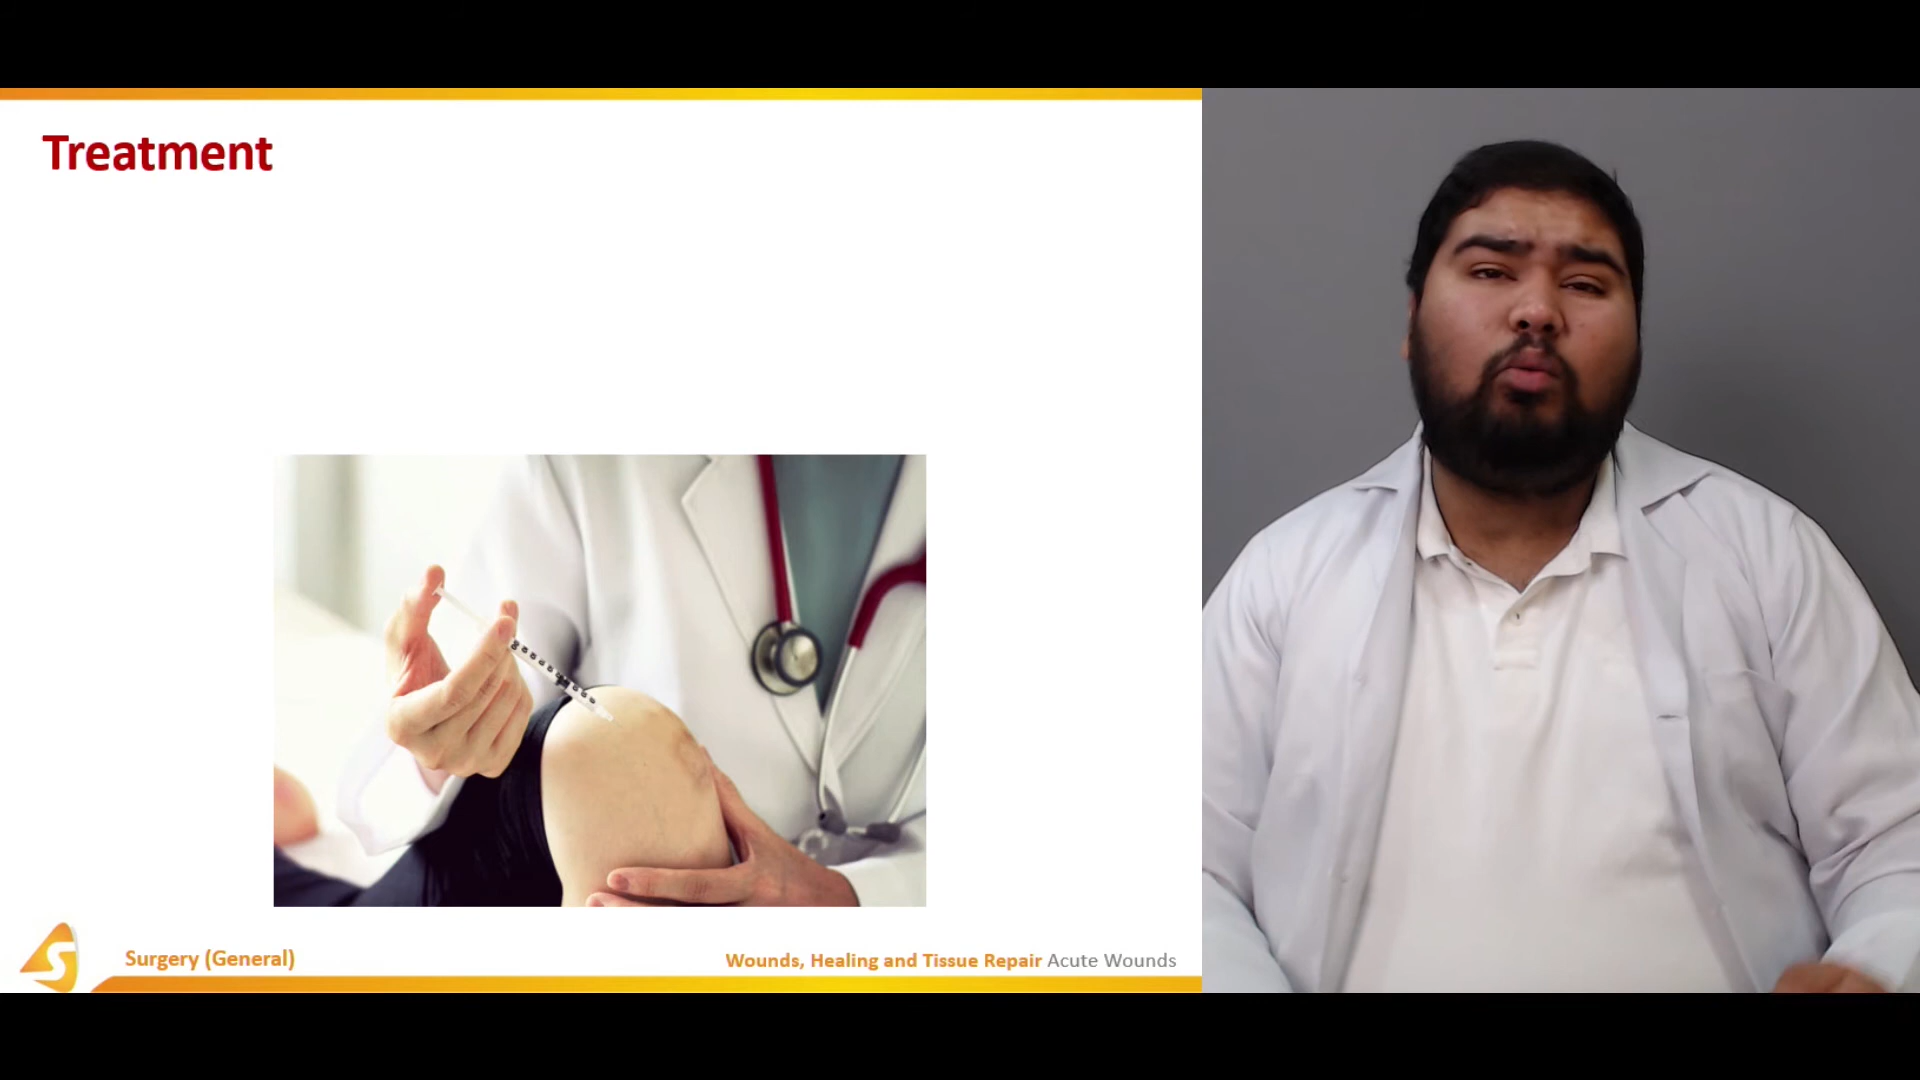 Treatment
Surgery (General)
Wounds, Healing and Tissue Repair Acute Wounds